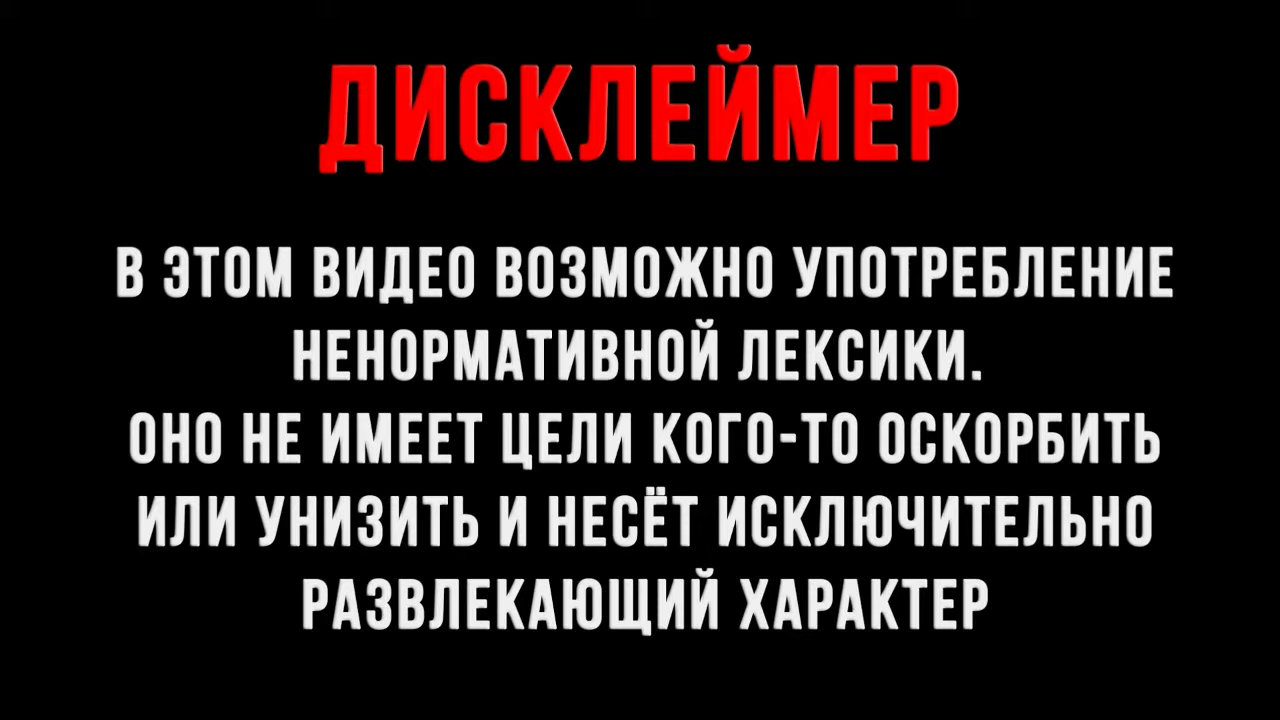 ДИСКЛЕЙМЕР
В ЭТОМ ВИДЕО ВОЗМОЖНО УПОТРЕБЛЕНИЕ
НЕНОРМАТИВНОЙ ЛЕКСИКИ.
ОНО НЕ ИМЕЕТ ЦЕЛИ КОГО-ТО ОСКОРБИТЬ
ИЛИ УНИЗИТЬ И НЕСЁТ ИСКЛЮЧИТЕЛЬНО
РАЗВЛЕКАЮЩИЙ ХАРАКТЕР